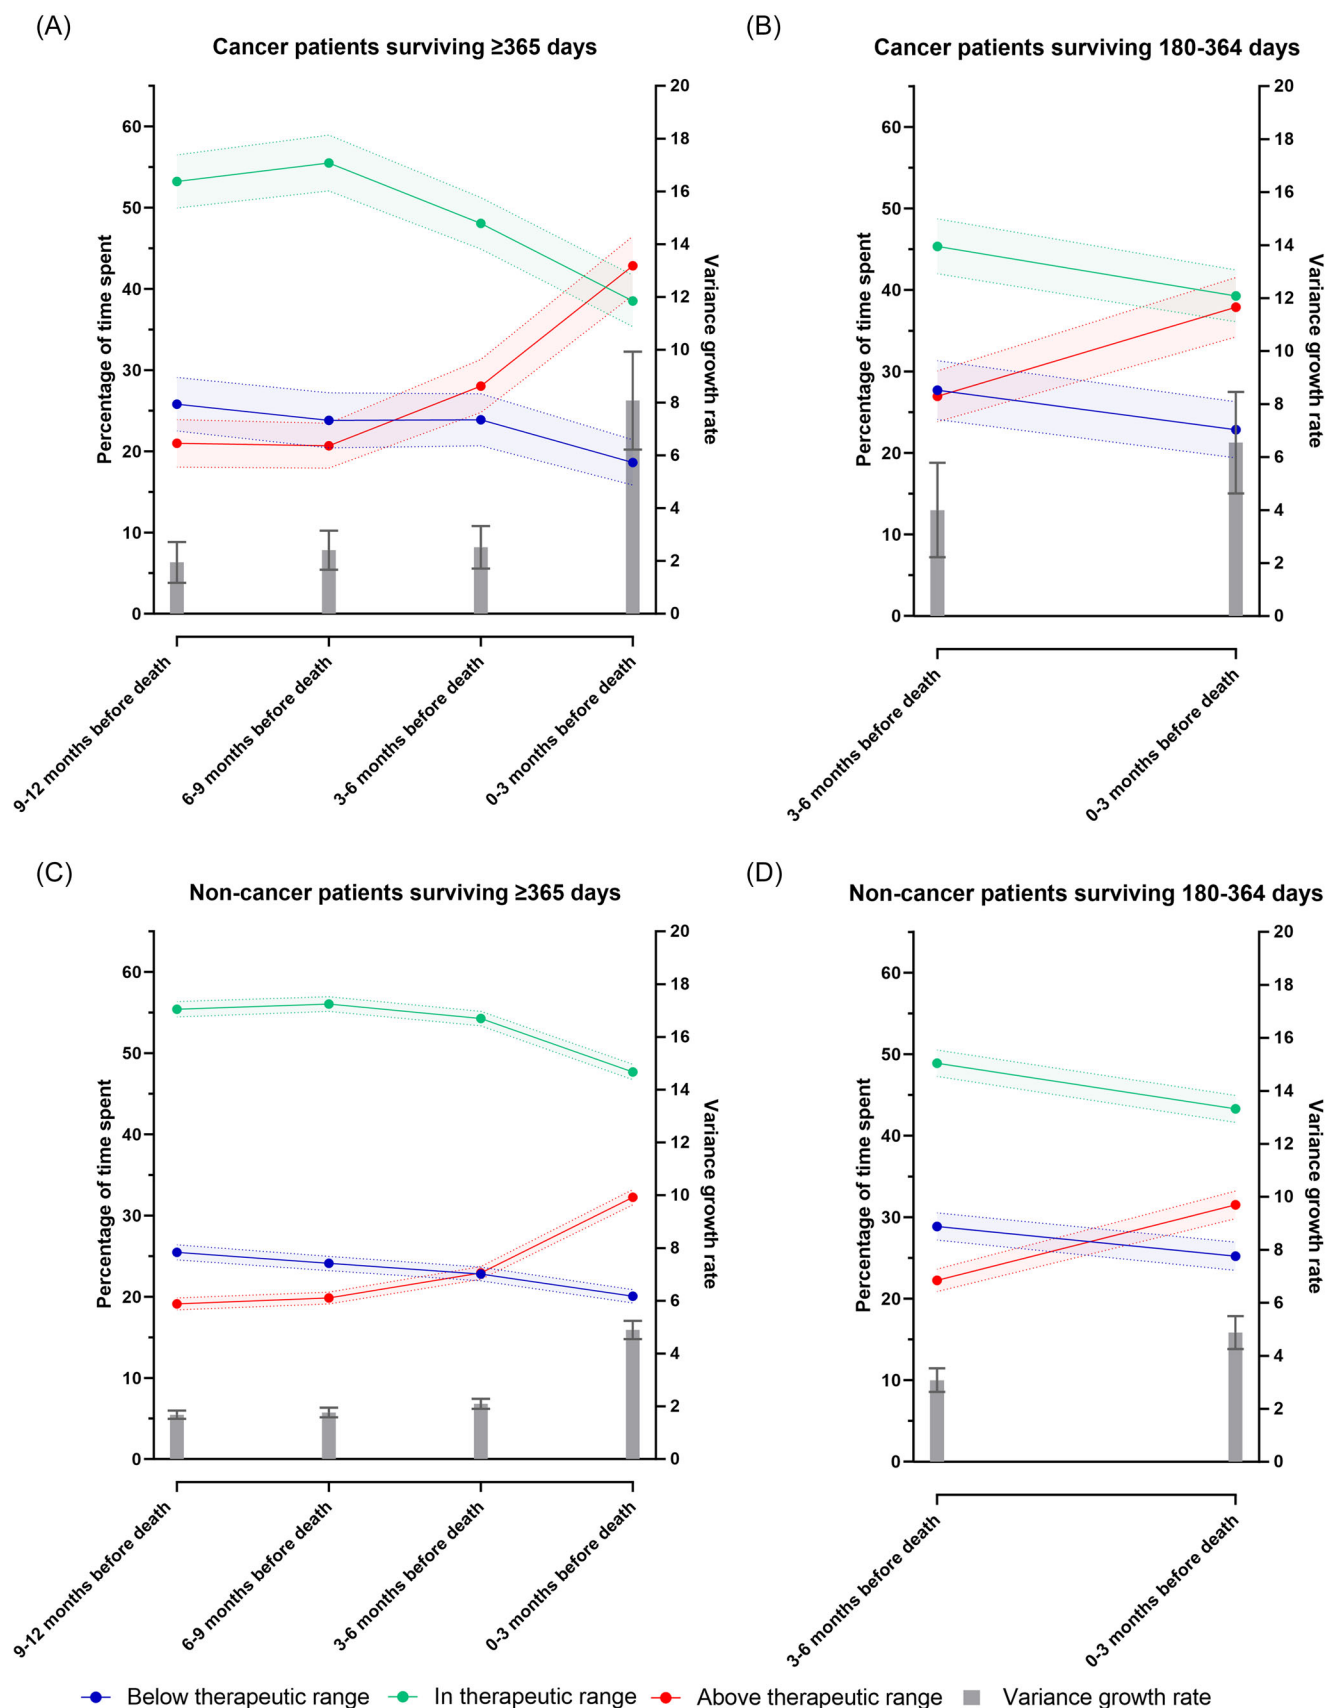 (A)
Cancer patients surviving ≥365 days
Percentage of time spent
60
50
40
30
20
10
0
20
18
16
14
12
10
8
6
4
2
0
Variance growth rate
9-12 months before death
6-9 months before death
3-6 months before death
0-3 months before death
(B)
Cancer patients surviving 180-364 days
Percentage of time spent
60
50
40
30
20
10
0
20
18
16
14
12
10
8
6
4
2
0
Variance growth rate
3-6 months before death
0-3 months before death
(C)
Non-cancer patients surviving ≥365 days
Percentage of time spent
60
50
40
30
20
10
0
20
18
16
14
12
10
8
6
4
2
0
Variance growth rate
9-12 months before death
6-9 months before death
3-6 months before death
0-3 months before death
(D)
Non-cancer patients surviving 180-364 days
Percentage of time spent
60
50
40
30
20
10
0
20
18
16
14
12
10
8
6
4
2
0
Variance growth rate
3-6 months before death
0-3 months before death
Below therapeutic range In therapeutic range Above therapeutic range Variance growth rate